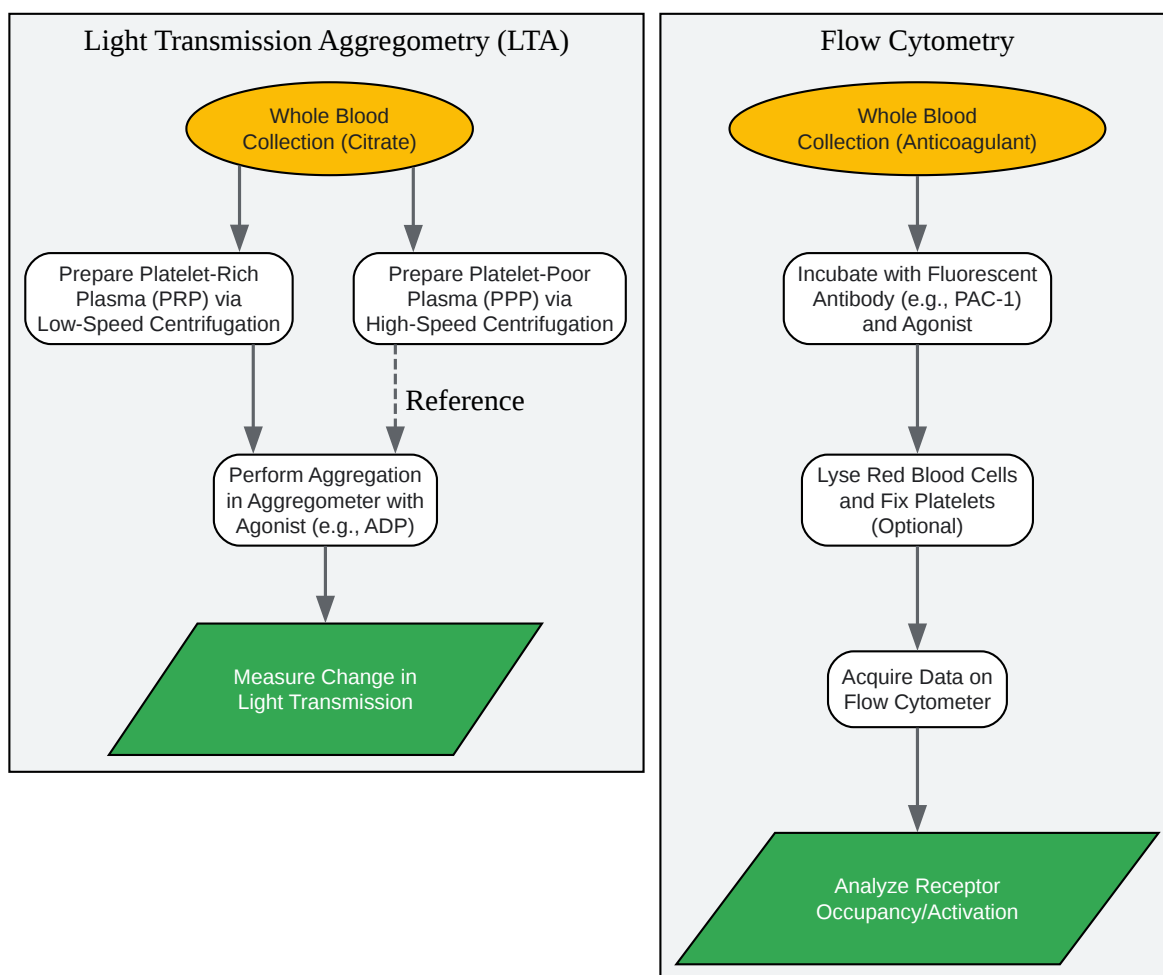 Light Transmission Aggregometry (LTA)
Whole Blood
Collection (Citrate)
Prepare Platelet-Rich
Plasma (PRP) via
Low-Speed Centrifugation
Prepare Platelet-Poor
Plasma (PPP) via
High-Speed Centrifugation
Reference
Perform Aggregation
in Aggregometer with
Agonist (e.g., ADP)
Measure Change in
Light Transmission
Flow Cytometry
Whole Blood
Collection (Anticoagulant)
Incubate with Fluorescent
Antibody (e.g., PAC-1)
and Agonist
Lyse Red Blood Cells
and Fix Platelets
(Optional)
Acquire Data on
Flow Cytometer
Analyze Receptor
Occupancy/Activation